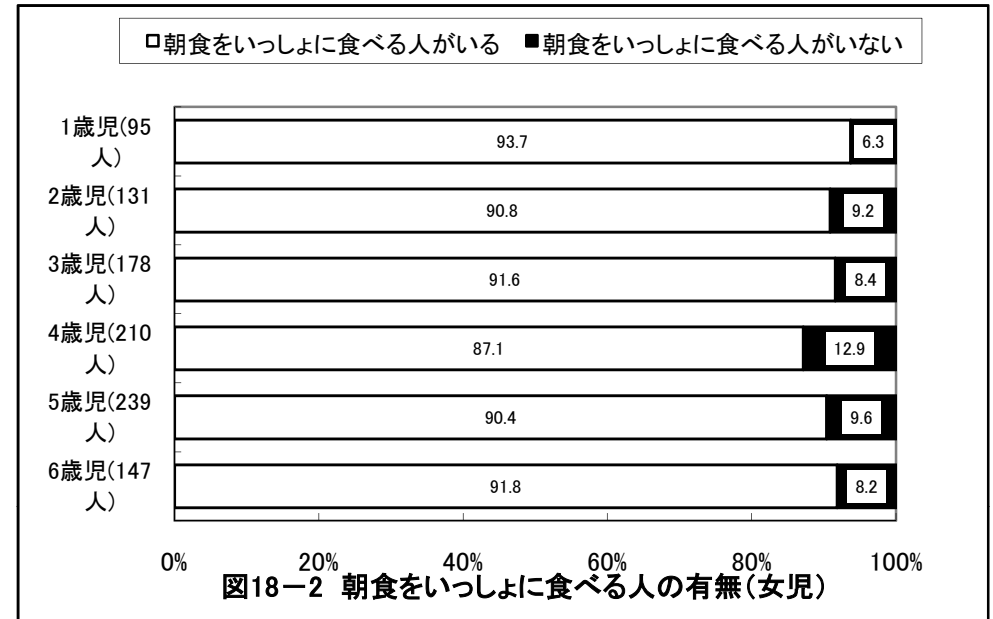 □朝食をいっしょに食べる人がいる ■朝食をいっしょに食べる人がいない
1歳児(95
人)
93.7 6.3
2歳児(131
人)
90.8 9.2
3歳児(178
人)
91.6 8.4
4歳児(210
人)
87.1 12.9
5歳児(239
人)
90.4 9.6
6歳児(147
人)
91.8 8.2
0% 20% 40% 60% 80% 100%
図18－2 朝食をいっしょに食べる人の有無(女児)